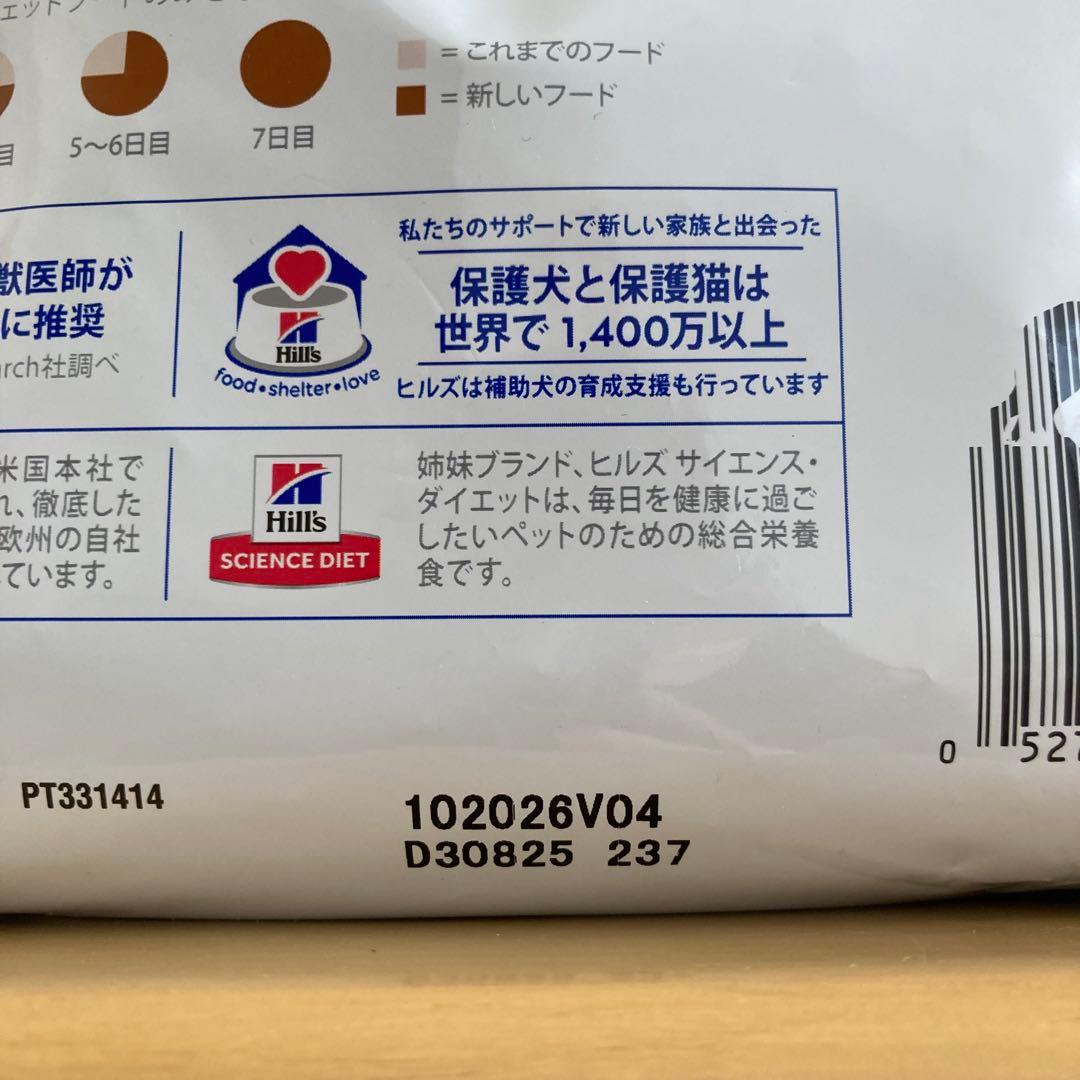 5〜6日目
7日目
= これまでのフード
= 新しいフード
獣医師が
に推奨
rch社調べ
Hill's
food•shelter•love
私たちのサポートで新しい家族と出会った
保護犬と保護猫は
世界で 1,400万以上
ヒルズは補助犬の育成支援も行っています
米国本社で
れ、徹底した
欧州の自社
ています。
Hill's
SCIENCE DIET
姉妹ブランド、ヒルズ サイエンス・
ダイエットは、毎日を健康に過ご
したいペットのための総合栄養
食です。
0 527
PT331414
102026V04
D30825 237